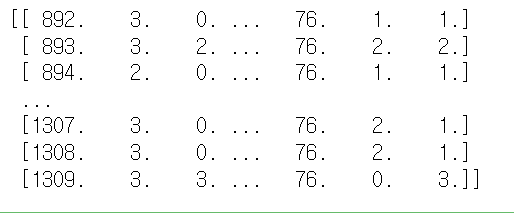 [[ 892. 3. 0. ... 76. 1. 1.]
[ 893. 3. 2. ... 76. 2. 2.]
[ 894. 2. 0. ... 76. 1. 1.]
...
[1307. 3. 0. ... 76. 2. 1.]
[1308. 3. 0. ... 76. 2. 1.]
[1309. 3. 3. ... 76. 0. 3.]]